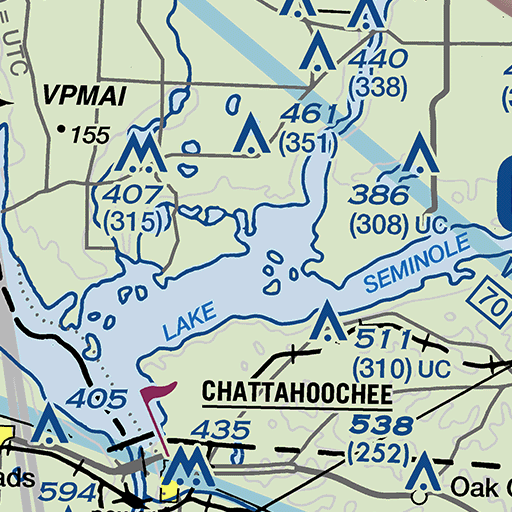 = UTC
440
(338)
VPMAI
155
461
(351)
407
(315)
386
(308) UC
SEMINOLE
LAKE
70
511
(310) UC
405
CHATTAHOOCHEE
435
538
(252)
ads
594
Oak